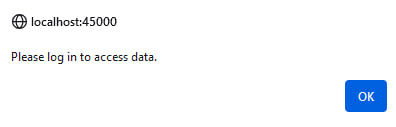 localhost:45000
Please log in to access data.
OK